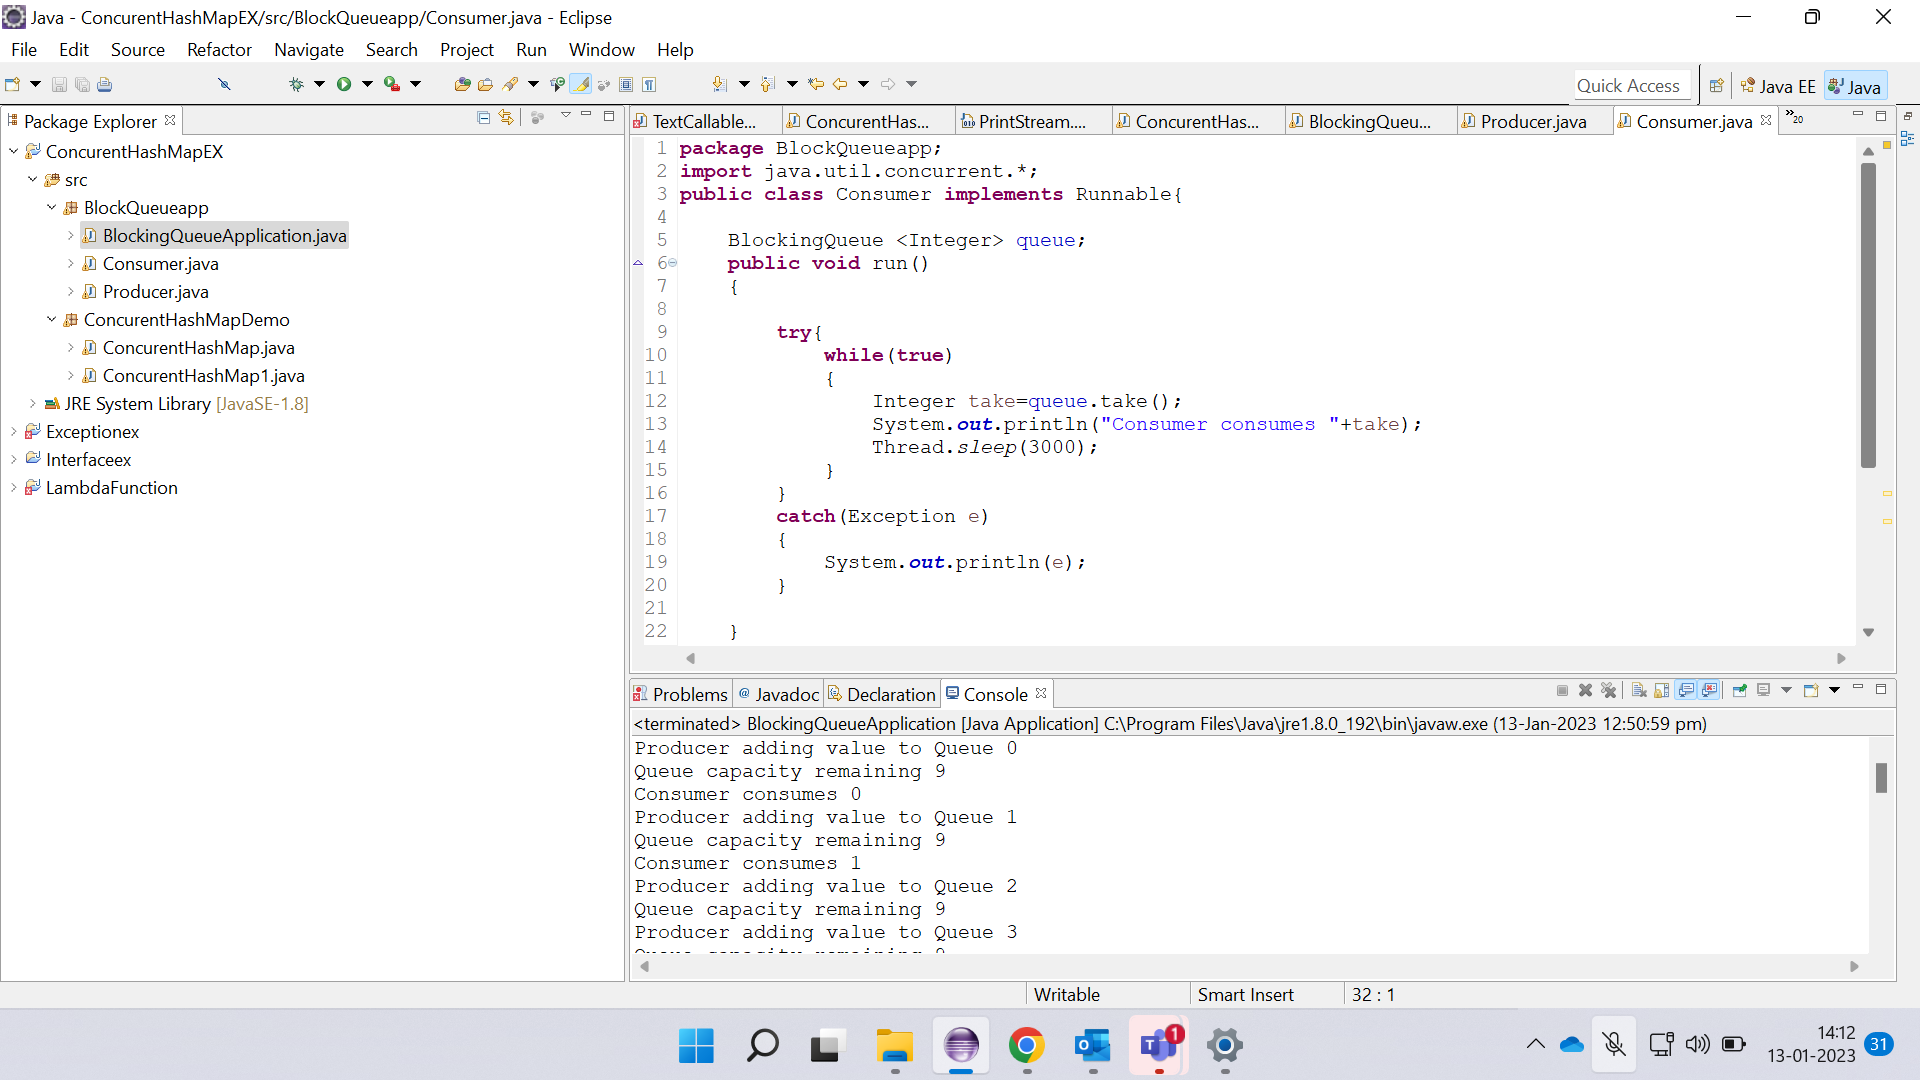 Java - ConcurentHashMapEX/src/BlockQueueapp/Consumer.java - Eclipse
File Edit Source Refactor Navigate Search Project Run Window Help
Quick Access Java EE Java
Package Explorer
ConcurentHashMapEX
src
BlockQueueapp
BlockingQueueApplication.java
Consumer.java
Producer.java
ConcurentHashMapDemo
ConcurentHashMap.java
ConcurentHashMap1.java
JRE System Library [JavaSE-1.8]
Exceptionex
Interfaceex
LambdaFunction
TextCallable... ConcurentHas... PrintStream.... ConcurentHas... BlockingQueu... Producer.java Consumer.java »20
1 package BlockQueueapp;
2 import java.util.concurrent.*;
3 public class Consumer implements Runnable{
4
5 BlockingQueue <Integer> queue;
6 public void run()
7 {
8
9 try{
10 while(true)
11 {
12 Integer take=queue.take();
13 System.out.println("Consumer consumes "+take);
14 Thread.sleep(3000);
15 }
16 }
17 catch(Exception e)
18 {
19 System.out.println(e);
20 }
21
22 }
Problems @ Javadoc Declaration Console
<terminated> BlockingQueueApplication [Java Application] C:\Program Files\Java\jre1.8.0_192\bin\javaw.exe (13-Jan-2023 12:50:59 pm)
Producer adding value to Queue 0
Queue capacity remaining 9
Consumer consumes 0
Producer adding value to Queue 1
Queue capacity remaining 9
Consumer consumes 1
Producer adding value to Queue 2
Queue capacity remaining 9
Producer adding value to Queue 3
Writable Smart Insert 32 : 1
1
14:12
13-01-2023
31